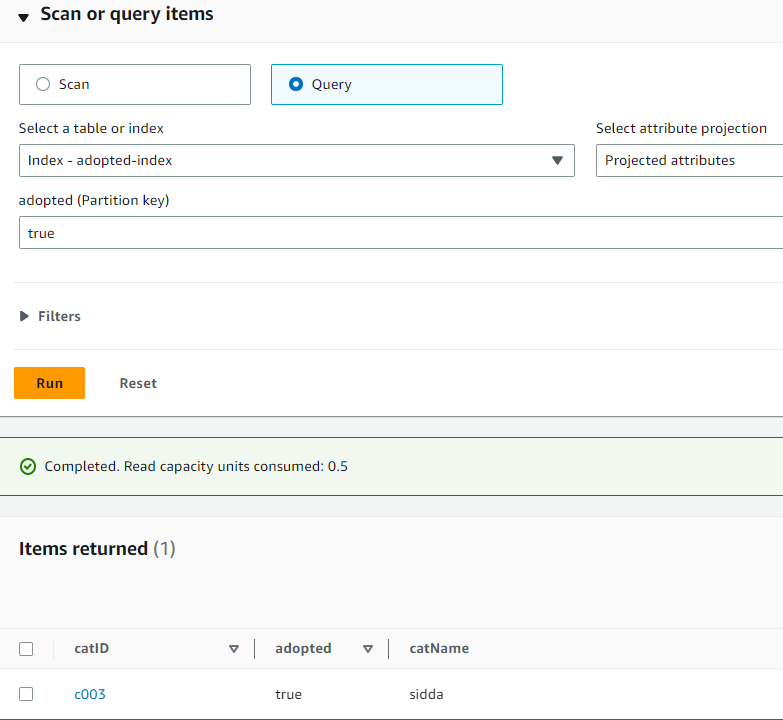 Scan or query items
Scan
Query
Select a table or index
Select attribute projection
Index - adopted-index
Projected attributes
adopted (Partition key)
true
Filters
Run
Reset
Completed. Read capacity units consumed: 0.5
Items returned (1)
catID adopted catName
c003 true sidda